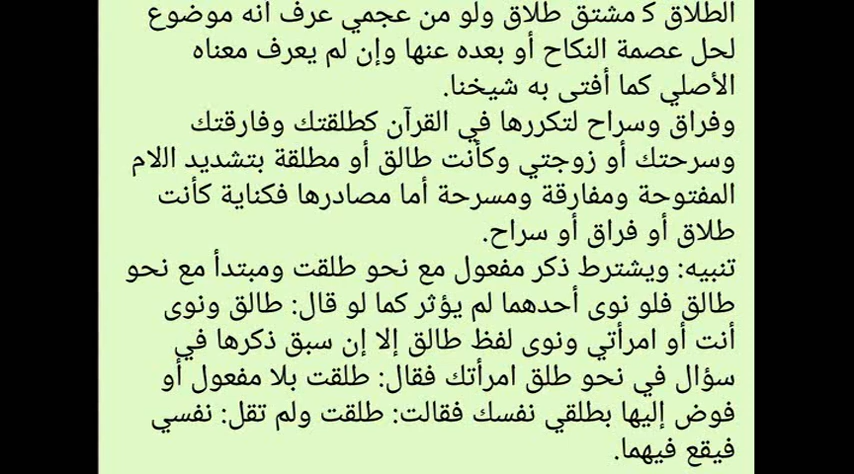 الطلاق ك مشتق طلاق ولو من عجمي عرف أنه موضوع
لحل عصمة النكاح أو بعده عنها وإن لم يعرف معناه
الأصلي كما أفتى به شيخنا.
وفراق وسراح لتكررها في القرآن كطلقتك وفارقتك
وسرحتك أو زوجتي وكأنت طالق أو مطلقة بتشديد اللام
المفتوحة ومفارقة ومسرحة أما مصادرها فكناية كأنت
طلاق أو فراق أو سراح.
تنبيه: ويشترط ذكر مفعول مع نحو طلقت ومبتدأ مع نحو
طالق فلو نوى أحدهما لم يؤثر كما لو قال: طالق ونوى
أنت أو امرأتي ونوى لفظ طالق إلا إن سبق ذكرها في
سؤال في نحو طلق امرأتك فقال: طلقت بلا مفعول أو
فوض إليها بطلقي نفسك فقالت: طلقت ولم تقل: نفسي
فيقع فيهما.